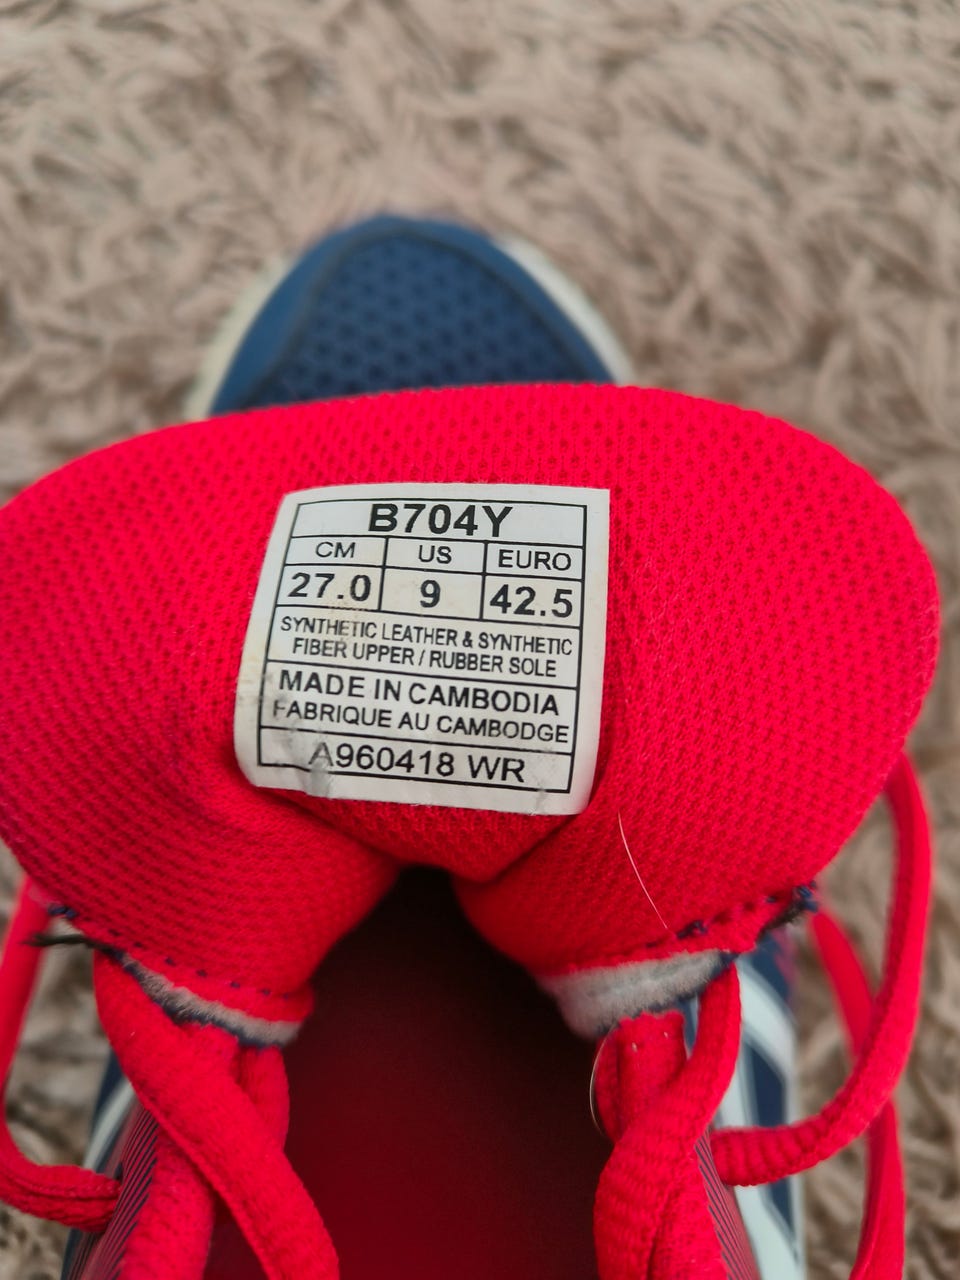 B704Y
CM US EURO
27.0 9 42.5
SYNTHETIC LEATHER & SYNTHETIC
FIBER UPPER / RUBBER SOLE
MADE IN CAMBODIA
FABRIQUE AU CAMBODGE
A960418 WR